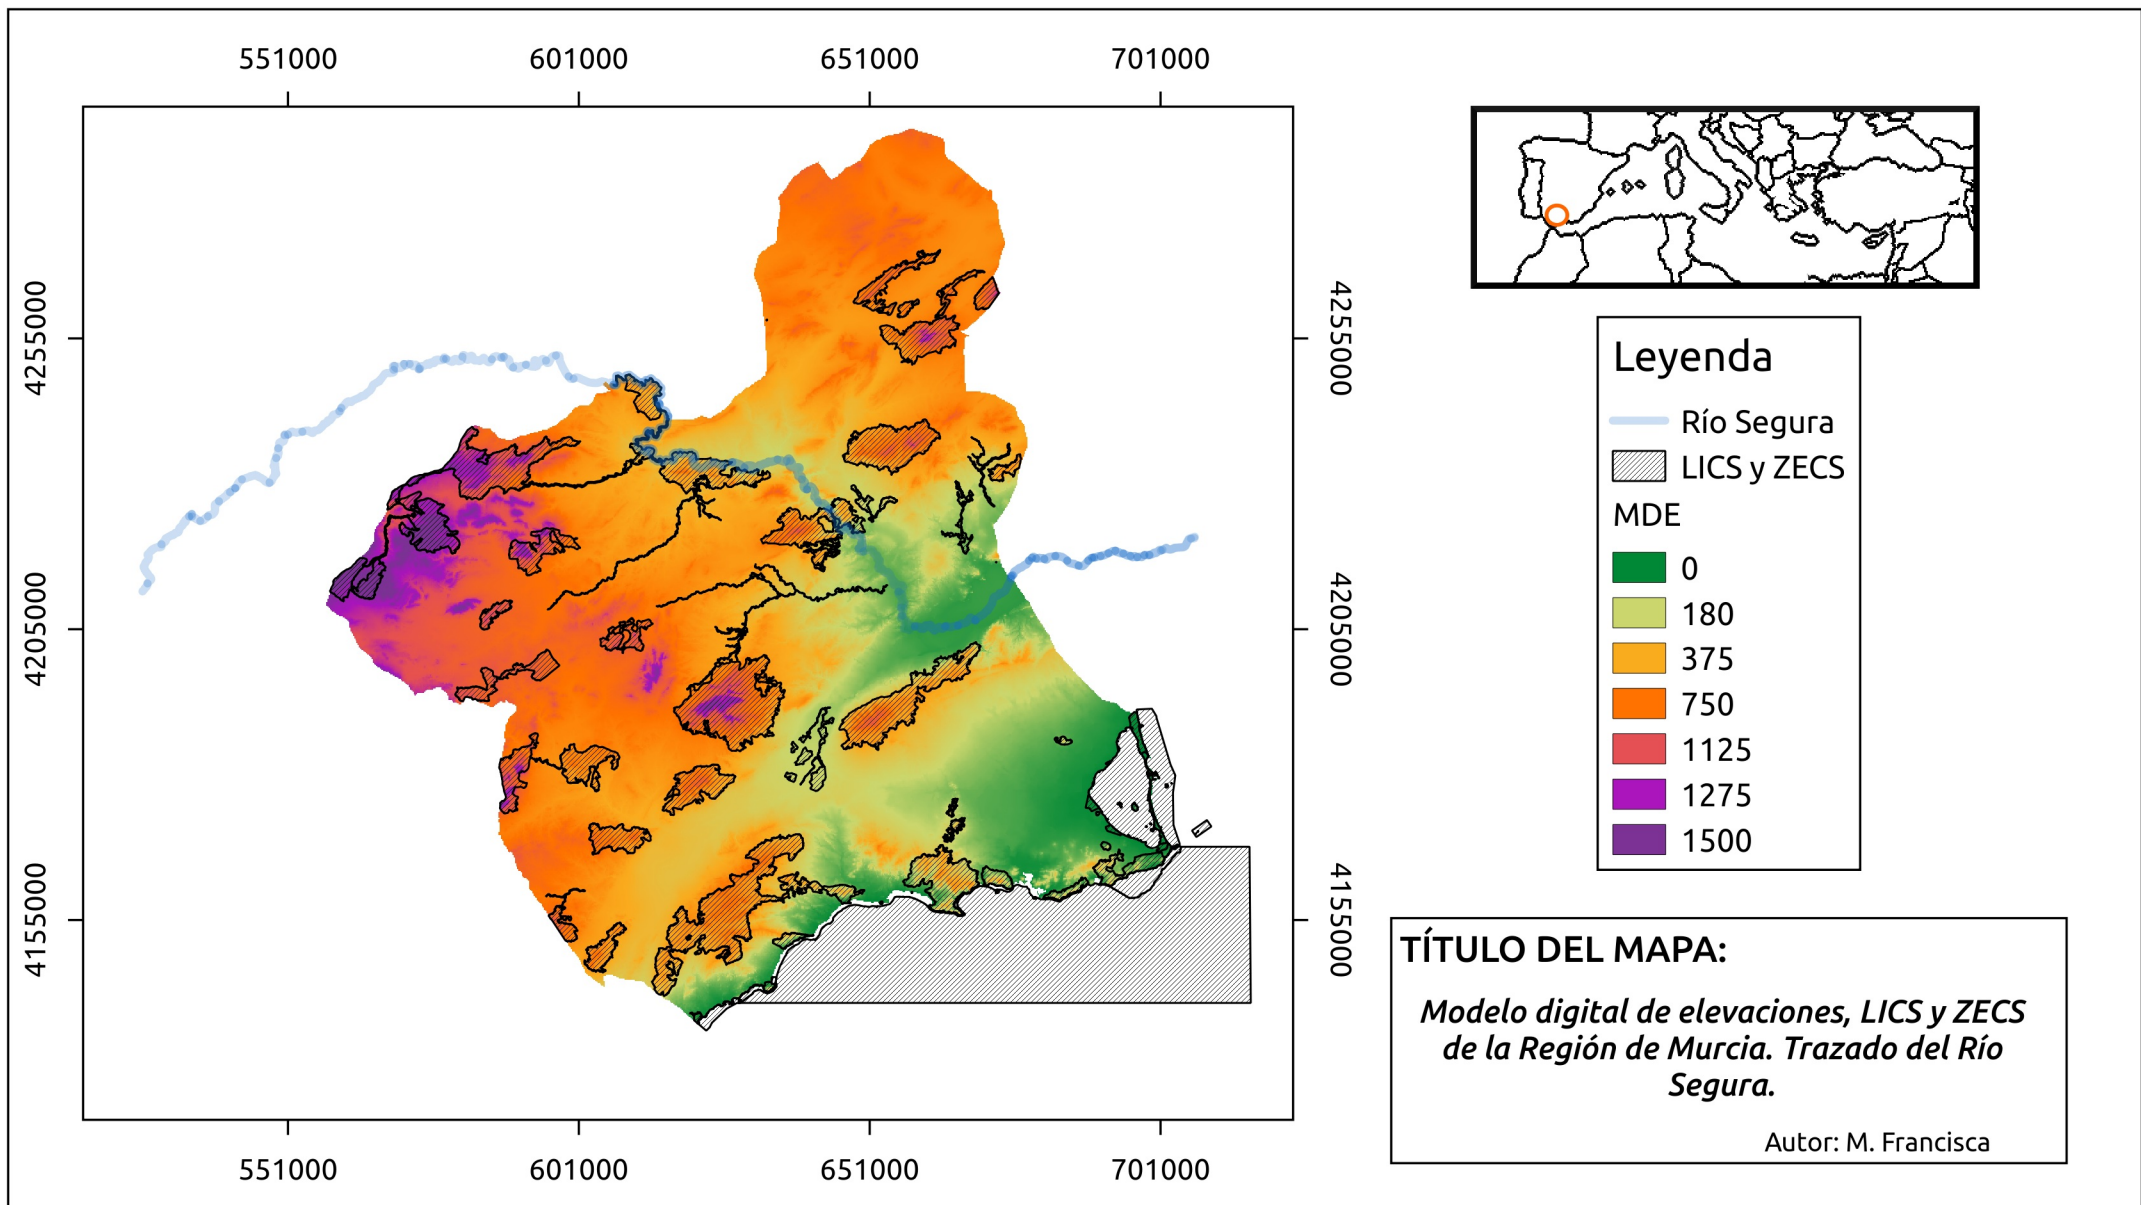 551000 601000 651000 701000
4255000 4205000 4155000
4255000 4205000 4155000
551000 601000 651000 701000
Leyenda
Río Segura
LICS y ZECS
MDE
0
180
375
750
1125
1275
1500
TÍTULO DEL MAPA:
Modelo digital de elevaciones, LICS y ZECS
de la Región de Murcia. Trazado del Río
Segura.
Autor: M. Francisca